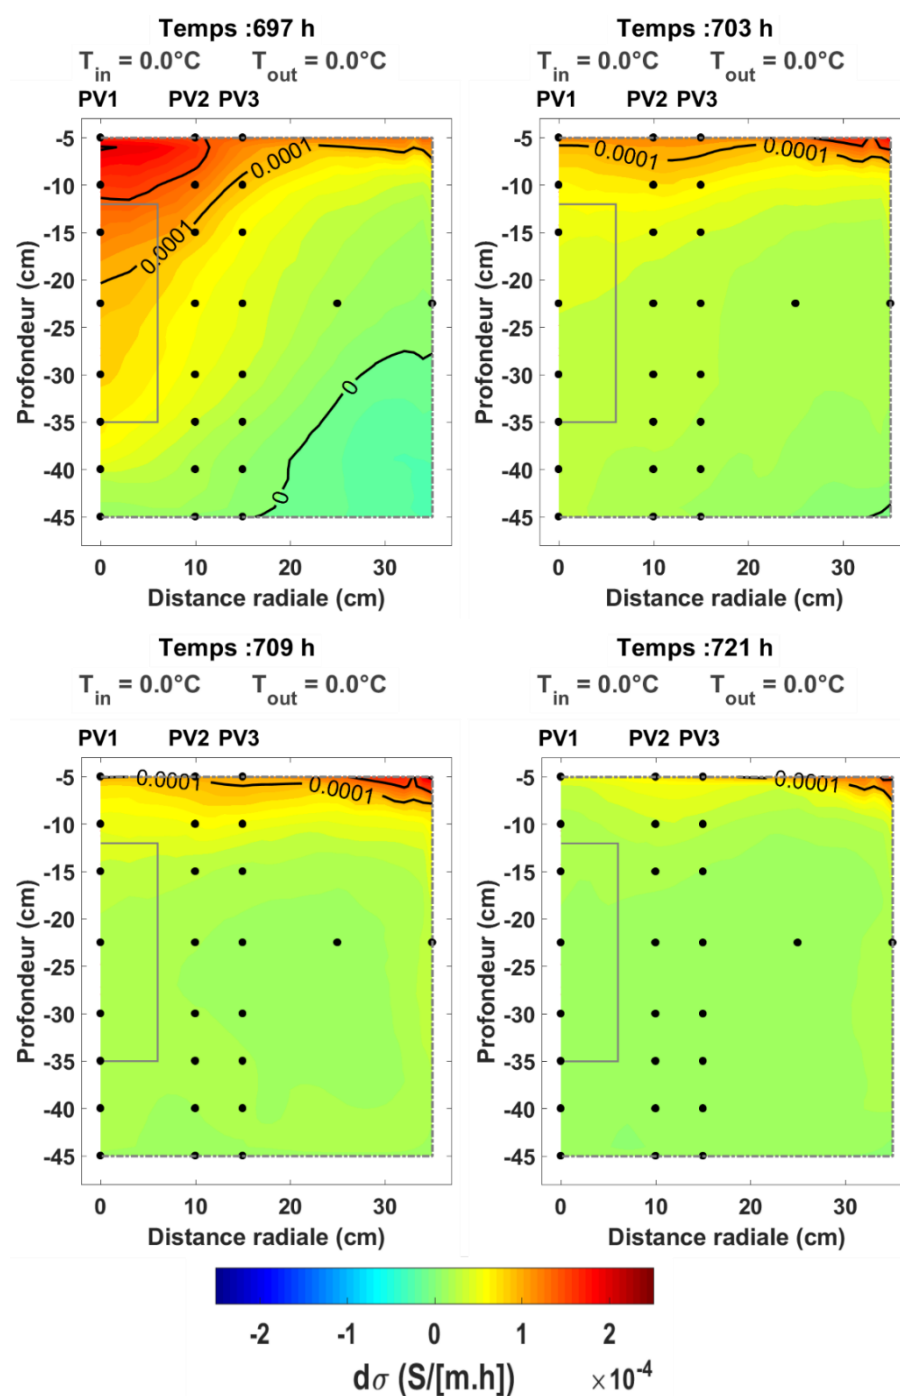 Temps :697 h
T_in = 0.0°C T_out = 0.0°C
PV1 PV2 PV3
-5
-10
-15
-20
-25
-30
-35
-40
-45
Profondeur (cm)
0.0001
0.0001
0
0
0 10 20 30
Distance radiale (cm)
Temps :703 h
T_in = 0.0°C T_out = 0.0°C
PV1 PV2 PV3
-5
-10
-15
-20
-25
-30
-35
-40
-45
Profondeur (cm)
0.0001
0.0001
0 10 20 30
Distance radiale (cm)
Temps :709 h
T_in = 0.0°C T_out = 0.0°C
PV1 PV2 PV3
-5
-10
-15
-20
-25
-30
-35
-40
-45
Profondeur (cm)
0.0001
0.0001
0 10 20 30
Distance radiale (cm)
Temps :721 h
T_in = 0.0°C T_out = 0.0°C
PV1 PV2 PV3
-5
-10
-15
-20
-25
-30
-35
-40
-45
Profondeur (cm)
0.0001
0 10 20 30
Distance radiale (cm)
-2 -1 0 1 2
dσ (S/[m.h]) ×10⁻⁴